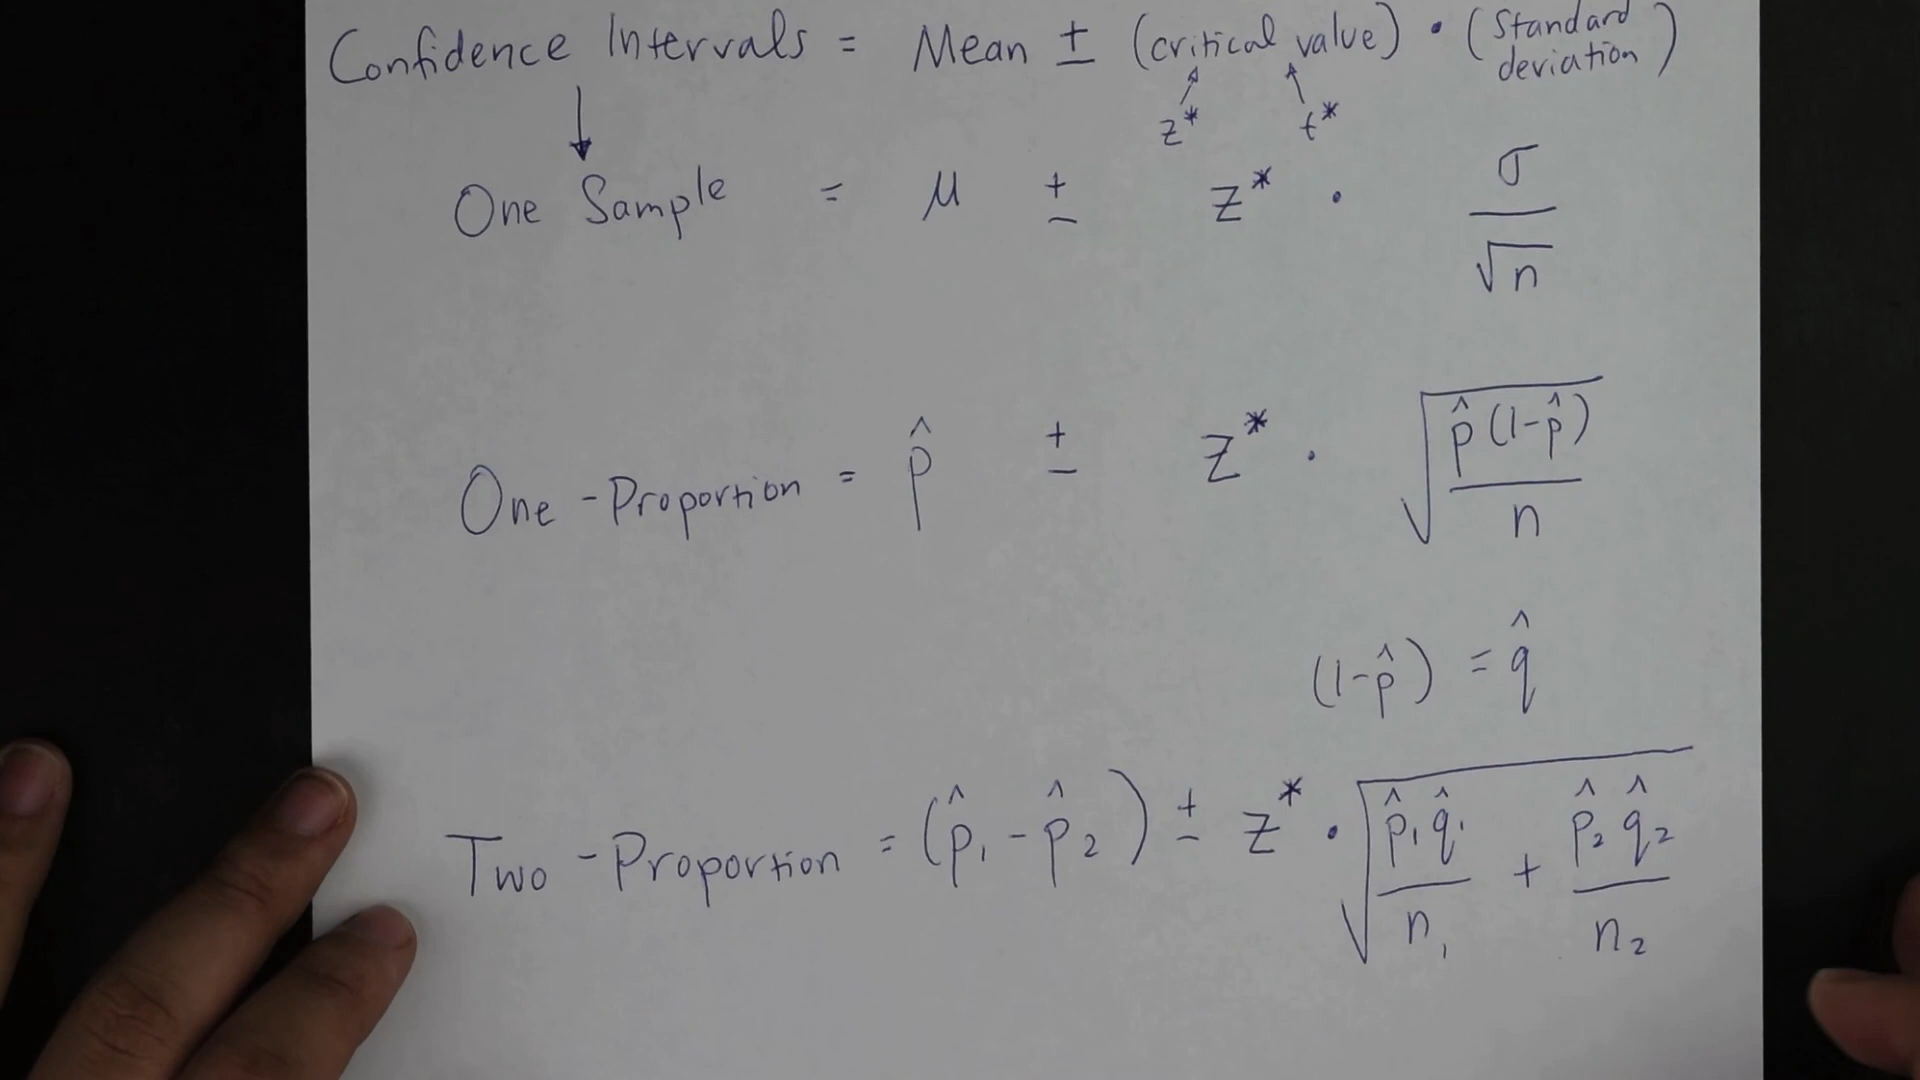 Confidence Intervals = Mean ± (critical value) • (Standard deviation)
z* t*
One Sample = μ ± z* · σ/√n
One-Proportion = p̂ ± z* · √(p̂(1-p̂)/n)
(1-p̂) = q̂
Two-Proportion = (p̂₁ - p̂₂) ± z* • √(p̂₁q̂₁/n₁ + p̂₂q̂₂/n₂)